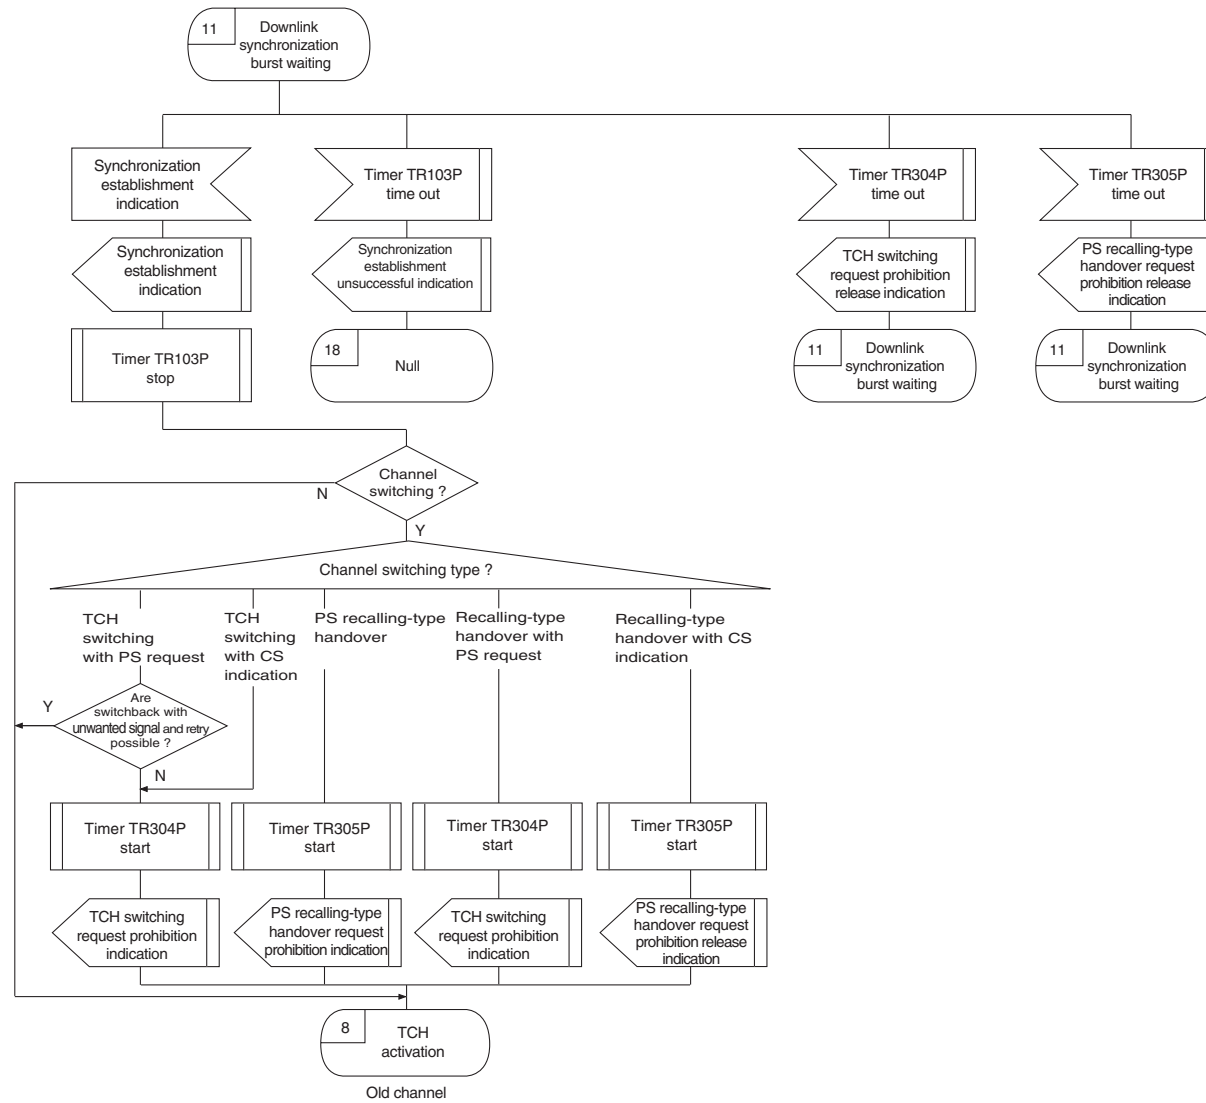 11
Downlink
synchronization
burst waiting
Synchronization
establishment
indication
Timer TR103P
time out
Timer TR304P
time out
Timer TR305P
time out
Synchronization
establishment
indication
Synchronization
establishment
unsuccessful indication
TCH switching
request prohibition
release indication
PS recalling-type
handover request
prohibition release
indication
Timer TR103P
stop
18
Null
11
Downlink
synchronization
burst waiting
11
Downlink
synchronization
burst waiting
Channel
switching ?
N
Y
Channel switching type ?
TCH
switching
with PS request
TCH
switching
with CS
indication
PS recalling-type
handover
Recalling-type
handover with
PS request
Recalling-type
handover with CS
indication
Are
switchback with
unwanted signal and retry
possible ?
Y
N
Timer TR304P
start
Timer TR305P
start
Timer TR304P
start
Timer TR305P
start
TCH switching
request prohibition
indication
PS recalling-type
handover request
prohibition indication
TCH switching
request prohibition
indication
PS recalling-type
handover request
prohibition release
indication
8
TCH
activation
Old channel